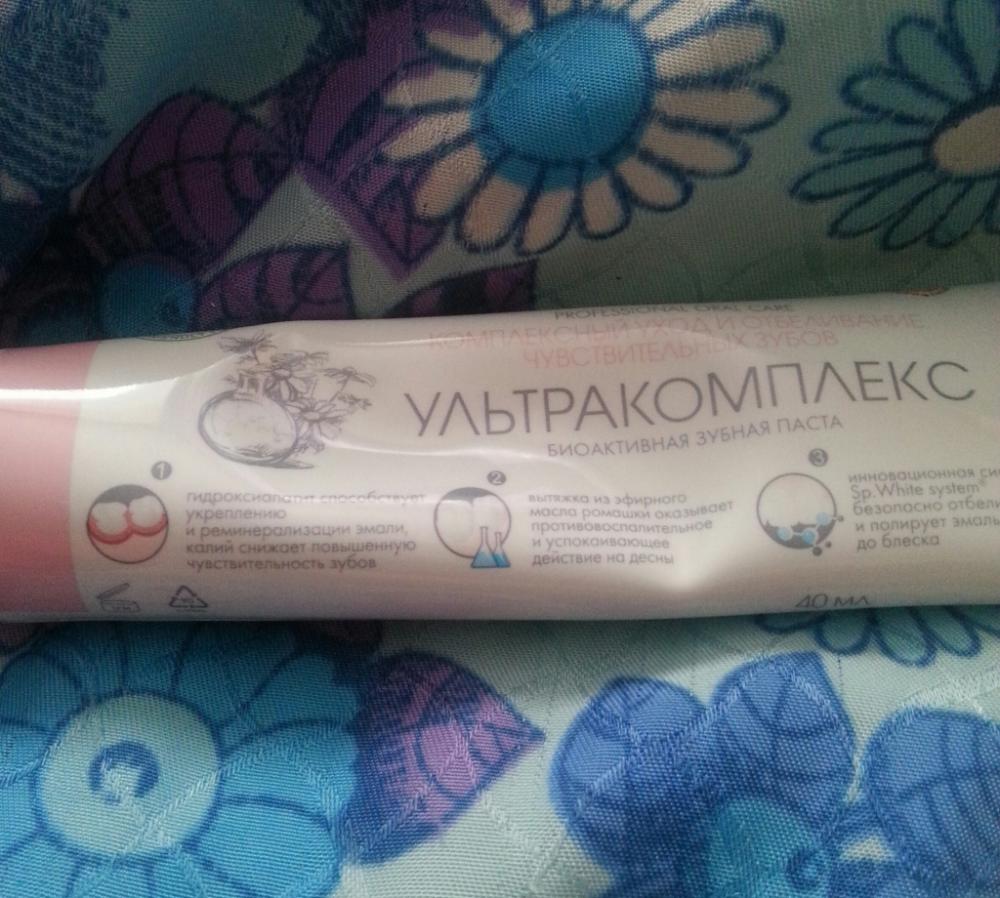 PROFESSIONAL ORAL CARE
КОМПЛЕКСНЫЙ УХОД И ОТБЕЛИВАНИЕ
ЧУВСТВИТЕЛЬНЫХ ЗУБОВ
УЛЬТРАКОМПЛЕКС
БИОАКТИВНАЯ ЗУБНАЯ ПАСТА
1
гидроксиапатит способствует
укреплению
и реминерализации эмали,
калий снижает повышенную
чувствительность зубов
2
вытяжка из эфирного
масла ромашки оказывает
противовоспалительное
и успокаивающее
действие на десны
3
инновационная
Sp.White system®
безопасно
и полирует
до блеска
40 МЛ